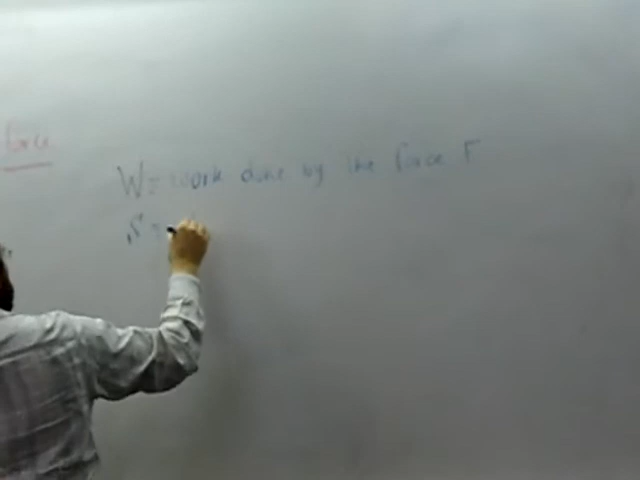 force
W = work done by the force F
S =